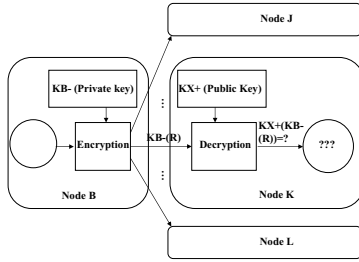 Node J
KB- (Private key)
...
KX+ (Public Key)
Encryption
KB-(R)
Decryption
KX+(KB-
(R))=?
???
...
Node B
Node K
Node L